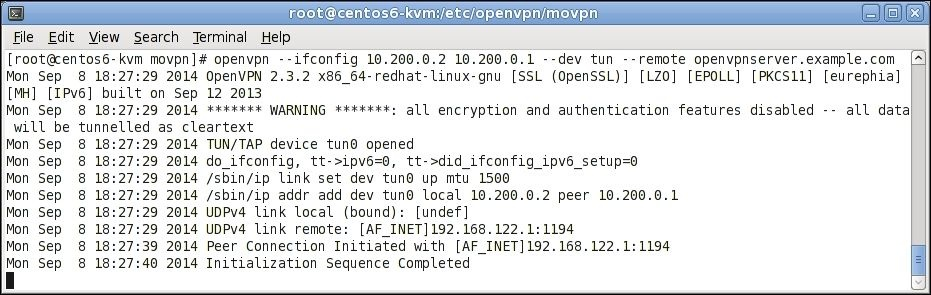 root@centos6-kvm:/etc/openvpn/movpn
File Edit View Search Terminal Help
[root@centos6-kvm movpn]# openvpn --ifconfig 10.200.0.2 10.200.0.1 --dev tun --remote openvpnserver.example.com
Mon Sep  8 18:27:29 2014 OpenVPN 2.3.2 x86_64-redhat-linux-gnu [SSL (OpenSSL)] [LZO] [EPOLL] [PKCS11] [eurephia]
[MH] [IPv6] built on Sep 12 2013
Mon Sep  8 18:27:29 2014 ******* WARNING *******: all encryption and authentication features disabled -- all data
 will be tunnelled as cleartext
Mon Sep  8 18:27:29 2014 TUN/TAP device tun0 opened
Mon Sep  8 18:27:29 2014 do_ifconfig, tt->ipv6=0, tt->did_ifconfig_ipv6_setup=0
Mon Sep  8 18:27:29 2014 /sbin/ip link set dev tun0 up mtu 1500
Mon Sep  8 18:27:29 2014 /sbin/ip addr add dev tun0 local 10.200.0.2 peer 10.200.0.1
Mon Sep  8 18:27:29 2014 UDPv4 link local (bound): [undef]
Mon Sep  8 18:27:29 2014 UDPv4 link remote: [AF_INET]192.168.122.1:1194
Mon Sep  8 18:27:39 2014 Peer Connection Initiated with [AF_INET]192.168.122.1:1194
Mon Sep  8 18:27:40 2014 Initialization Sequence Completed